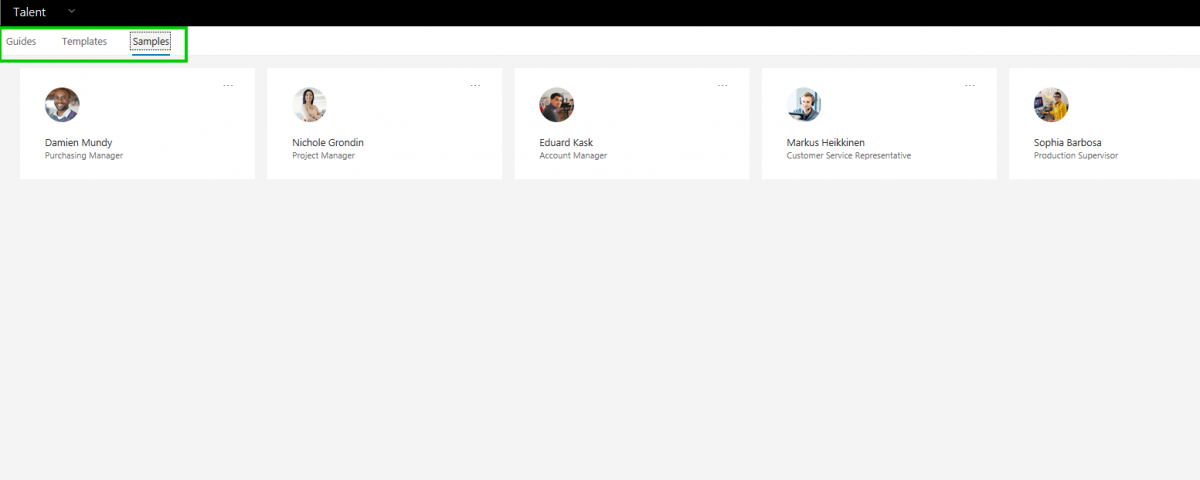 Talent
Guides Templates Samples
... ... ... ...
Damien Mundy Nichole Grondin Eduard Kask Markus Heikkinen Sophia Barbosa
Purchasing Manager Project Manager Account Manager Customer Service Representative Production Supervisor